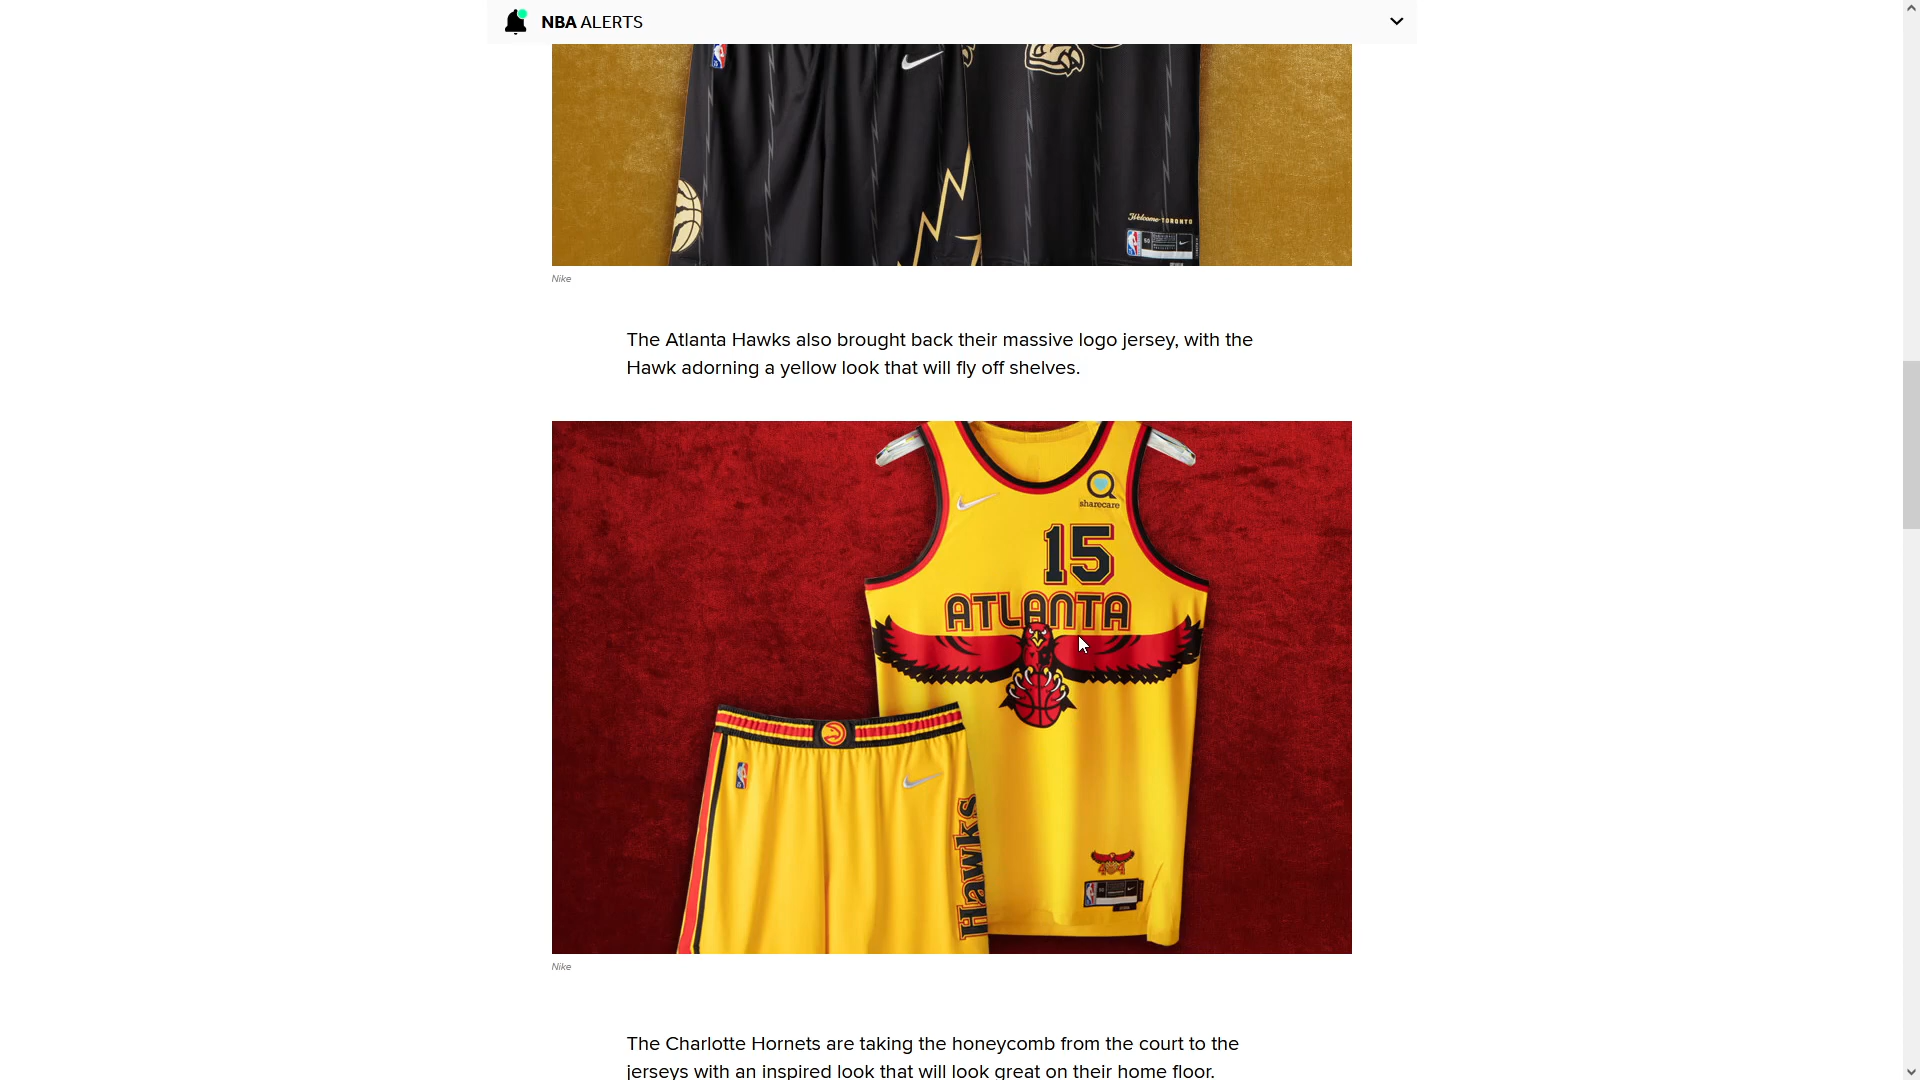 NBA ALERTS
Welcome TORONTO
50
Nike
The Atlanta Hawks also brought back their massive logo jersey, with the
Hawk adorning a yellow look that will fly off shelves.
sharecare
15
ATLANTA
Hawks
Nike
The Charlotte Hornets are taking the honeycomb from the court to the
jerseys with an inspired look that will look great on their home floor.